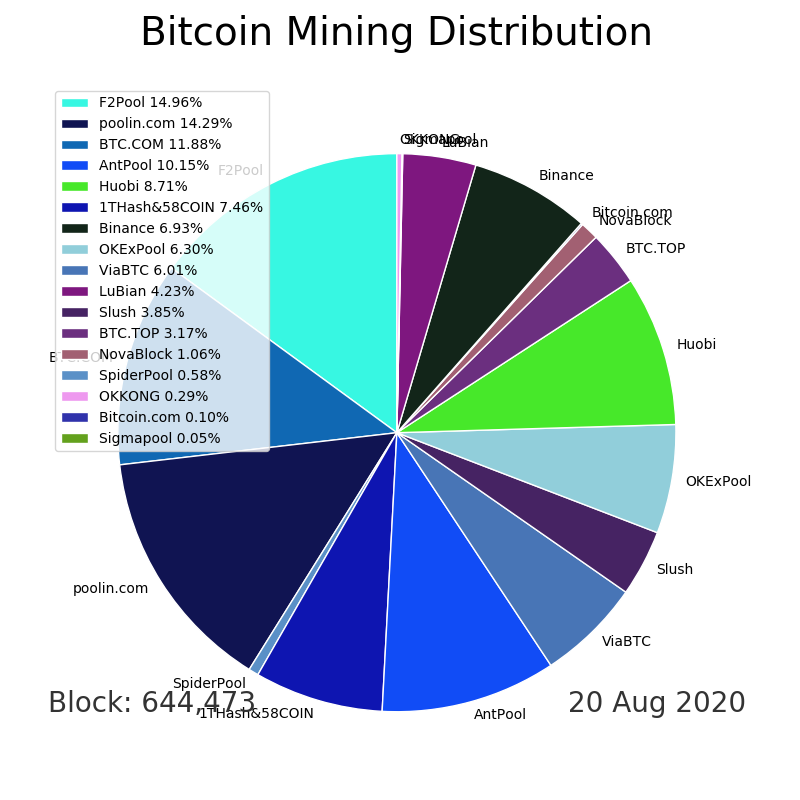 Bitcoin Mining Distribution
F2Pool 14.96%
poolin.com 14.29%
BTC.COM 11.88%
AntPool 10.15%
Huobi 8.71%
1THash&58COIN 7.46%
Binance 6.93%
OKExPool 6.30%
ViaBTC 6.01%
LuBian 4.23%
Slush 3.85%
BTC.TOP 3.17%
NovaBlock 1.06%
SpiderPool 0.58%
OKKONG 0.29%
Bitcoin.com 0.10%
Sigmapool 0.05%
OKKONG
Sigmapool
LuBian
F2Pool
Binance
Bitcoin.com
NovaBlock
BTC.TOP
Huobi
BTC.COM
OKExPool
Slush
poolin.com
ViaBTC
SpiderPool
1THash&58COIN
AntPool
Block: 644,473
20 Aug 2020